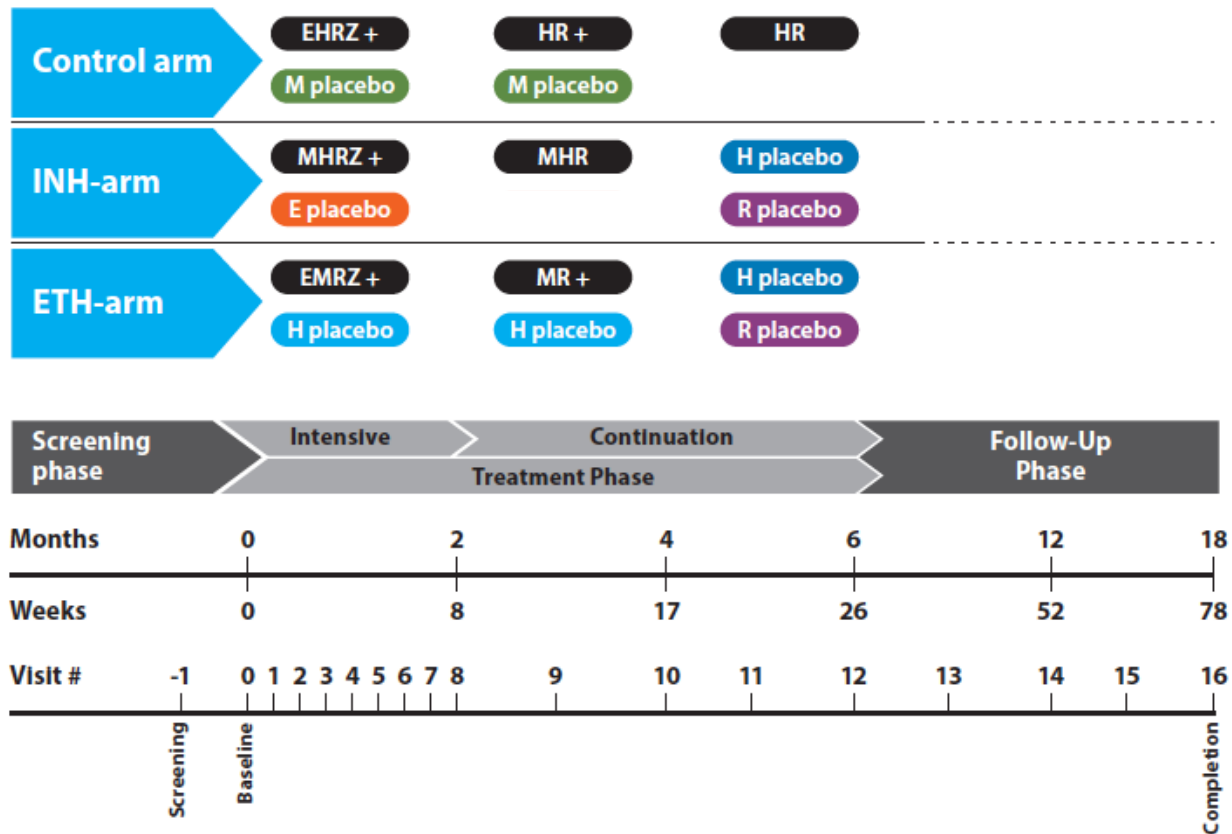 Control arm
EHRZ +
HR +
HR
M placebo
M placebo
INH-arm
MHRZ +
MHR
H placebo
E placebo
R placebo
ETH-arm
EMRZ +
MR +
H placebo
H placebo
H placebo
R placebo
Screening
phase
Intensive
Continuation
Treatment Phase
Follow-Up
Phase
Months 0 2 4 6 12 18
Weeks 0 8 17 26 52 78
Visit # -1 0 1 2 3 4 5 6 7 8 9 10 11 12 13 14 15 16
Screening
Baseline
Completion